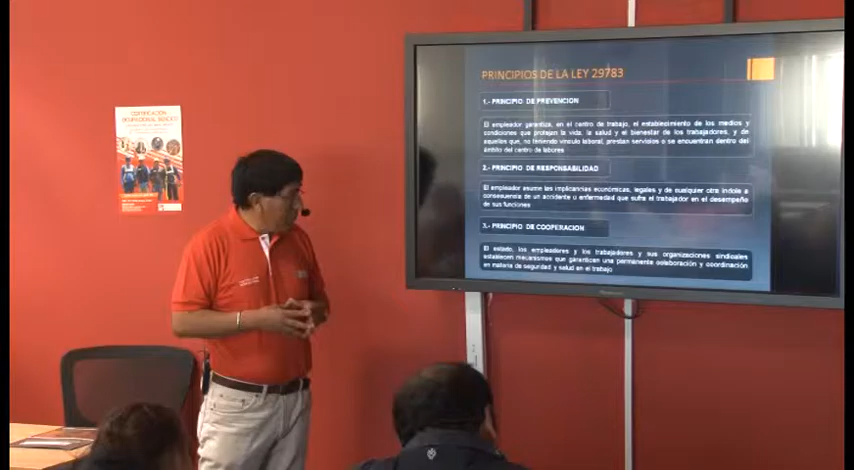 CERTIFICACIÓN
PRINCIPIOS DE LA LEY 29783
1.- PRINCIPIO DE PREVENCION
El empleador garantiza, en el centro de trabajo, el establecimiento de los medios y
condiciones que protejan la vida, la salud y el bienestar de los trabajadores, y de
aquellos que, no teniendo vínculo laboral, prestan servicios o se encuentran dentro del
ámbito del centro de labores
2.- PRINCIPIO DE RESPONSABILIDAD
El empleador asume las implicancias económicas, legales y de cualquier otra índole a
consecuencia de un accidente u enfermedad que sufra el trabajador en el desempeño
de sus funciones
3.- PRINCIPIO DE COOPERACION
El estado, los empleadores y los trabajadores y sus organizaciones sindicales
establecen mecanismos que garanticen una permanente colaboración y coordinación
en materia de seguridad y salud en el trabajo